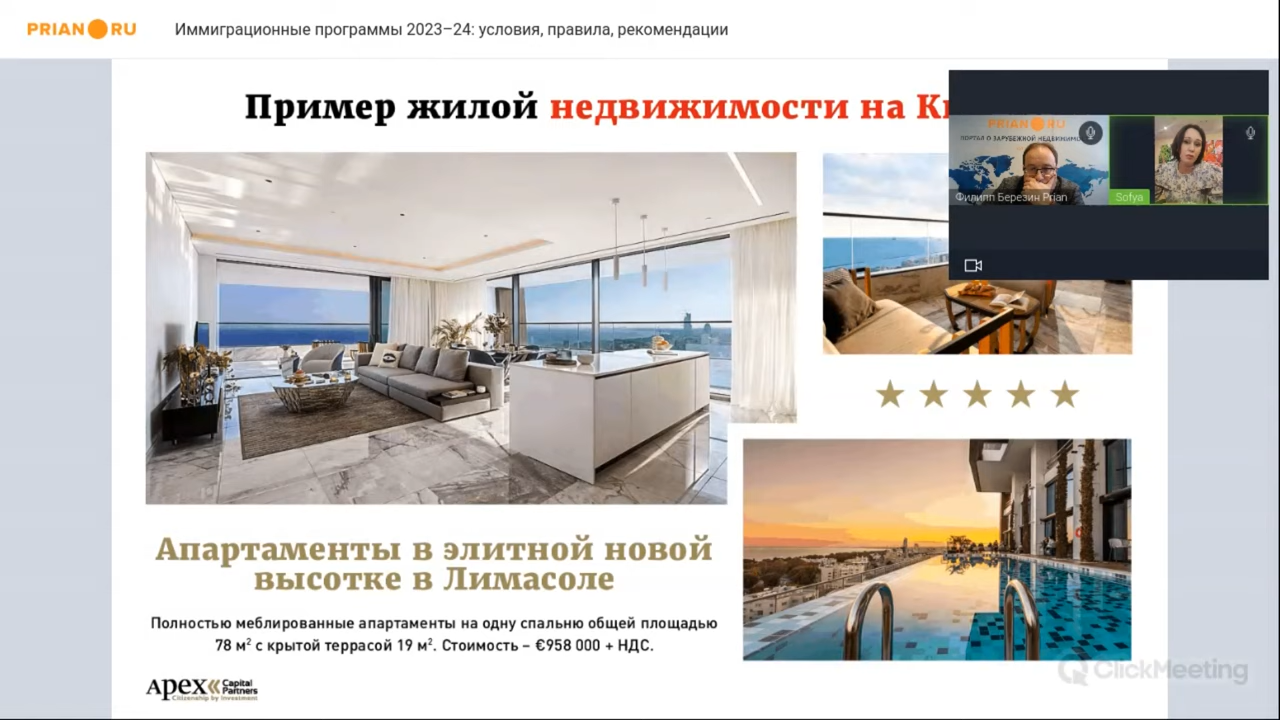 PRIAN RU
Иммиграционные программы 2023–24: условия, правила, рекомендации
Пример жилой недвижимости на
PRIAN RU
Филипп Березин Prian
Sofya
Апартаменты в элитной новой
высотке в Лимасоле
Полностью меблированные апартаменты на одну спальню общей площадью
78 м² с крытой террасой 19 м². Стоимость – €958 000 + НДС.
Apex Capital
Partners
Citizenship by Investment
ClickMeeting